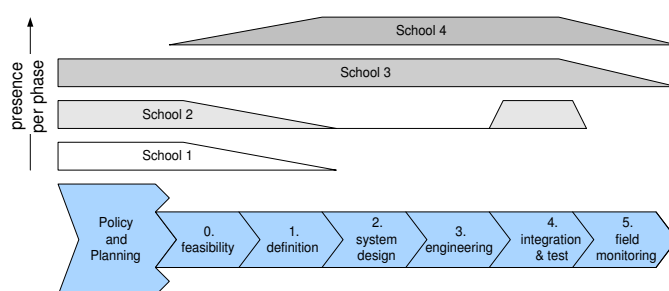 presence
per phase
School 4
School 3
School 2
School 1
Policy
and
Planning
0.
feasibility
1.
definition
2.
system
design
3.
engineering
4.
integration
& test
5.
field
monitoring